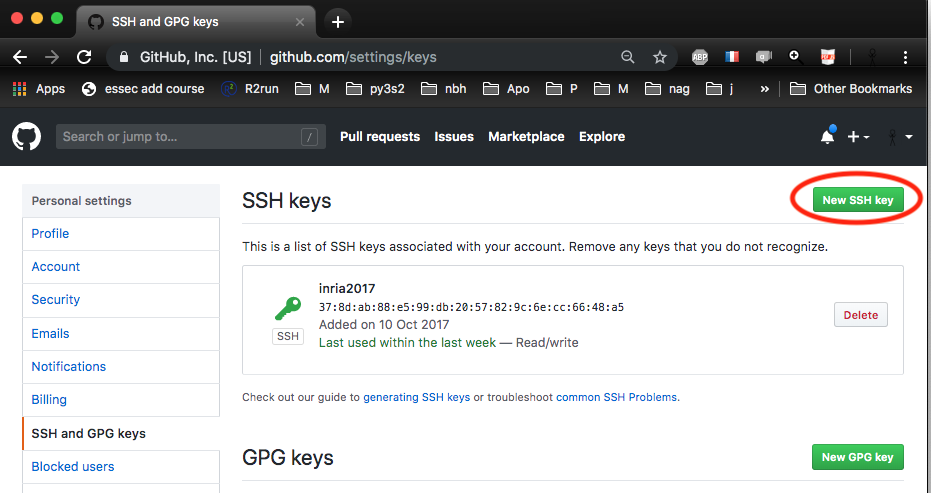 SSH and GPG keys
GitHub, Inc. [US] github.com/settings/keys
ABP
Apps essec add course R2run M py3s2 nbh Apo P M nag j » Other Bookmarks
Search or jump to... / Pull requests Issues Marketplace Explore
Personal settings
Profile
Account
Security
Emails
Notifications
Billing
SSH and GPG keys
Blocked users
SSH keys
New SSH key
This is a list of SSH keys associated with your account. Remove any keys that you do not recognize.
inria2017
37:8d:ab:88:e5:99:db:20:57:82:9c:6e:cc:66:48:a5
Added on 10 Oct 2017
Last used within the last week — Read/write
SSH
Delete
Check out our guide to generating SSH keys or troubleshoot common SSH Problems.
GPG keys
New GPG key